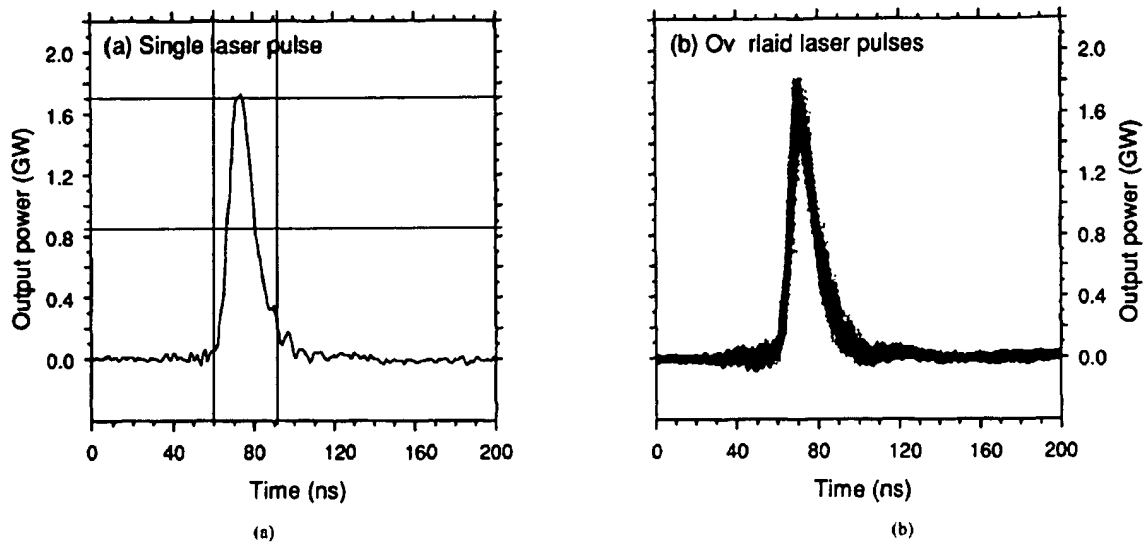 (a) Single laser pulse
Output power (GW)
2.0
1.6
1.2
0.8
0.4
0.0
0 40 80 120 160 200
Time (ns)
(a)
(b) Ov rlaid laser pulses
2.0
1.6
1.2
0.8
0.4
0.0
Output power (GW)
0 40 80 120 160 200
Time (ns)
(b)